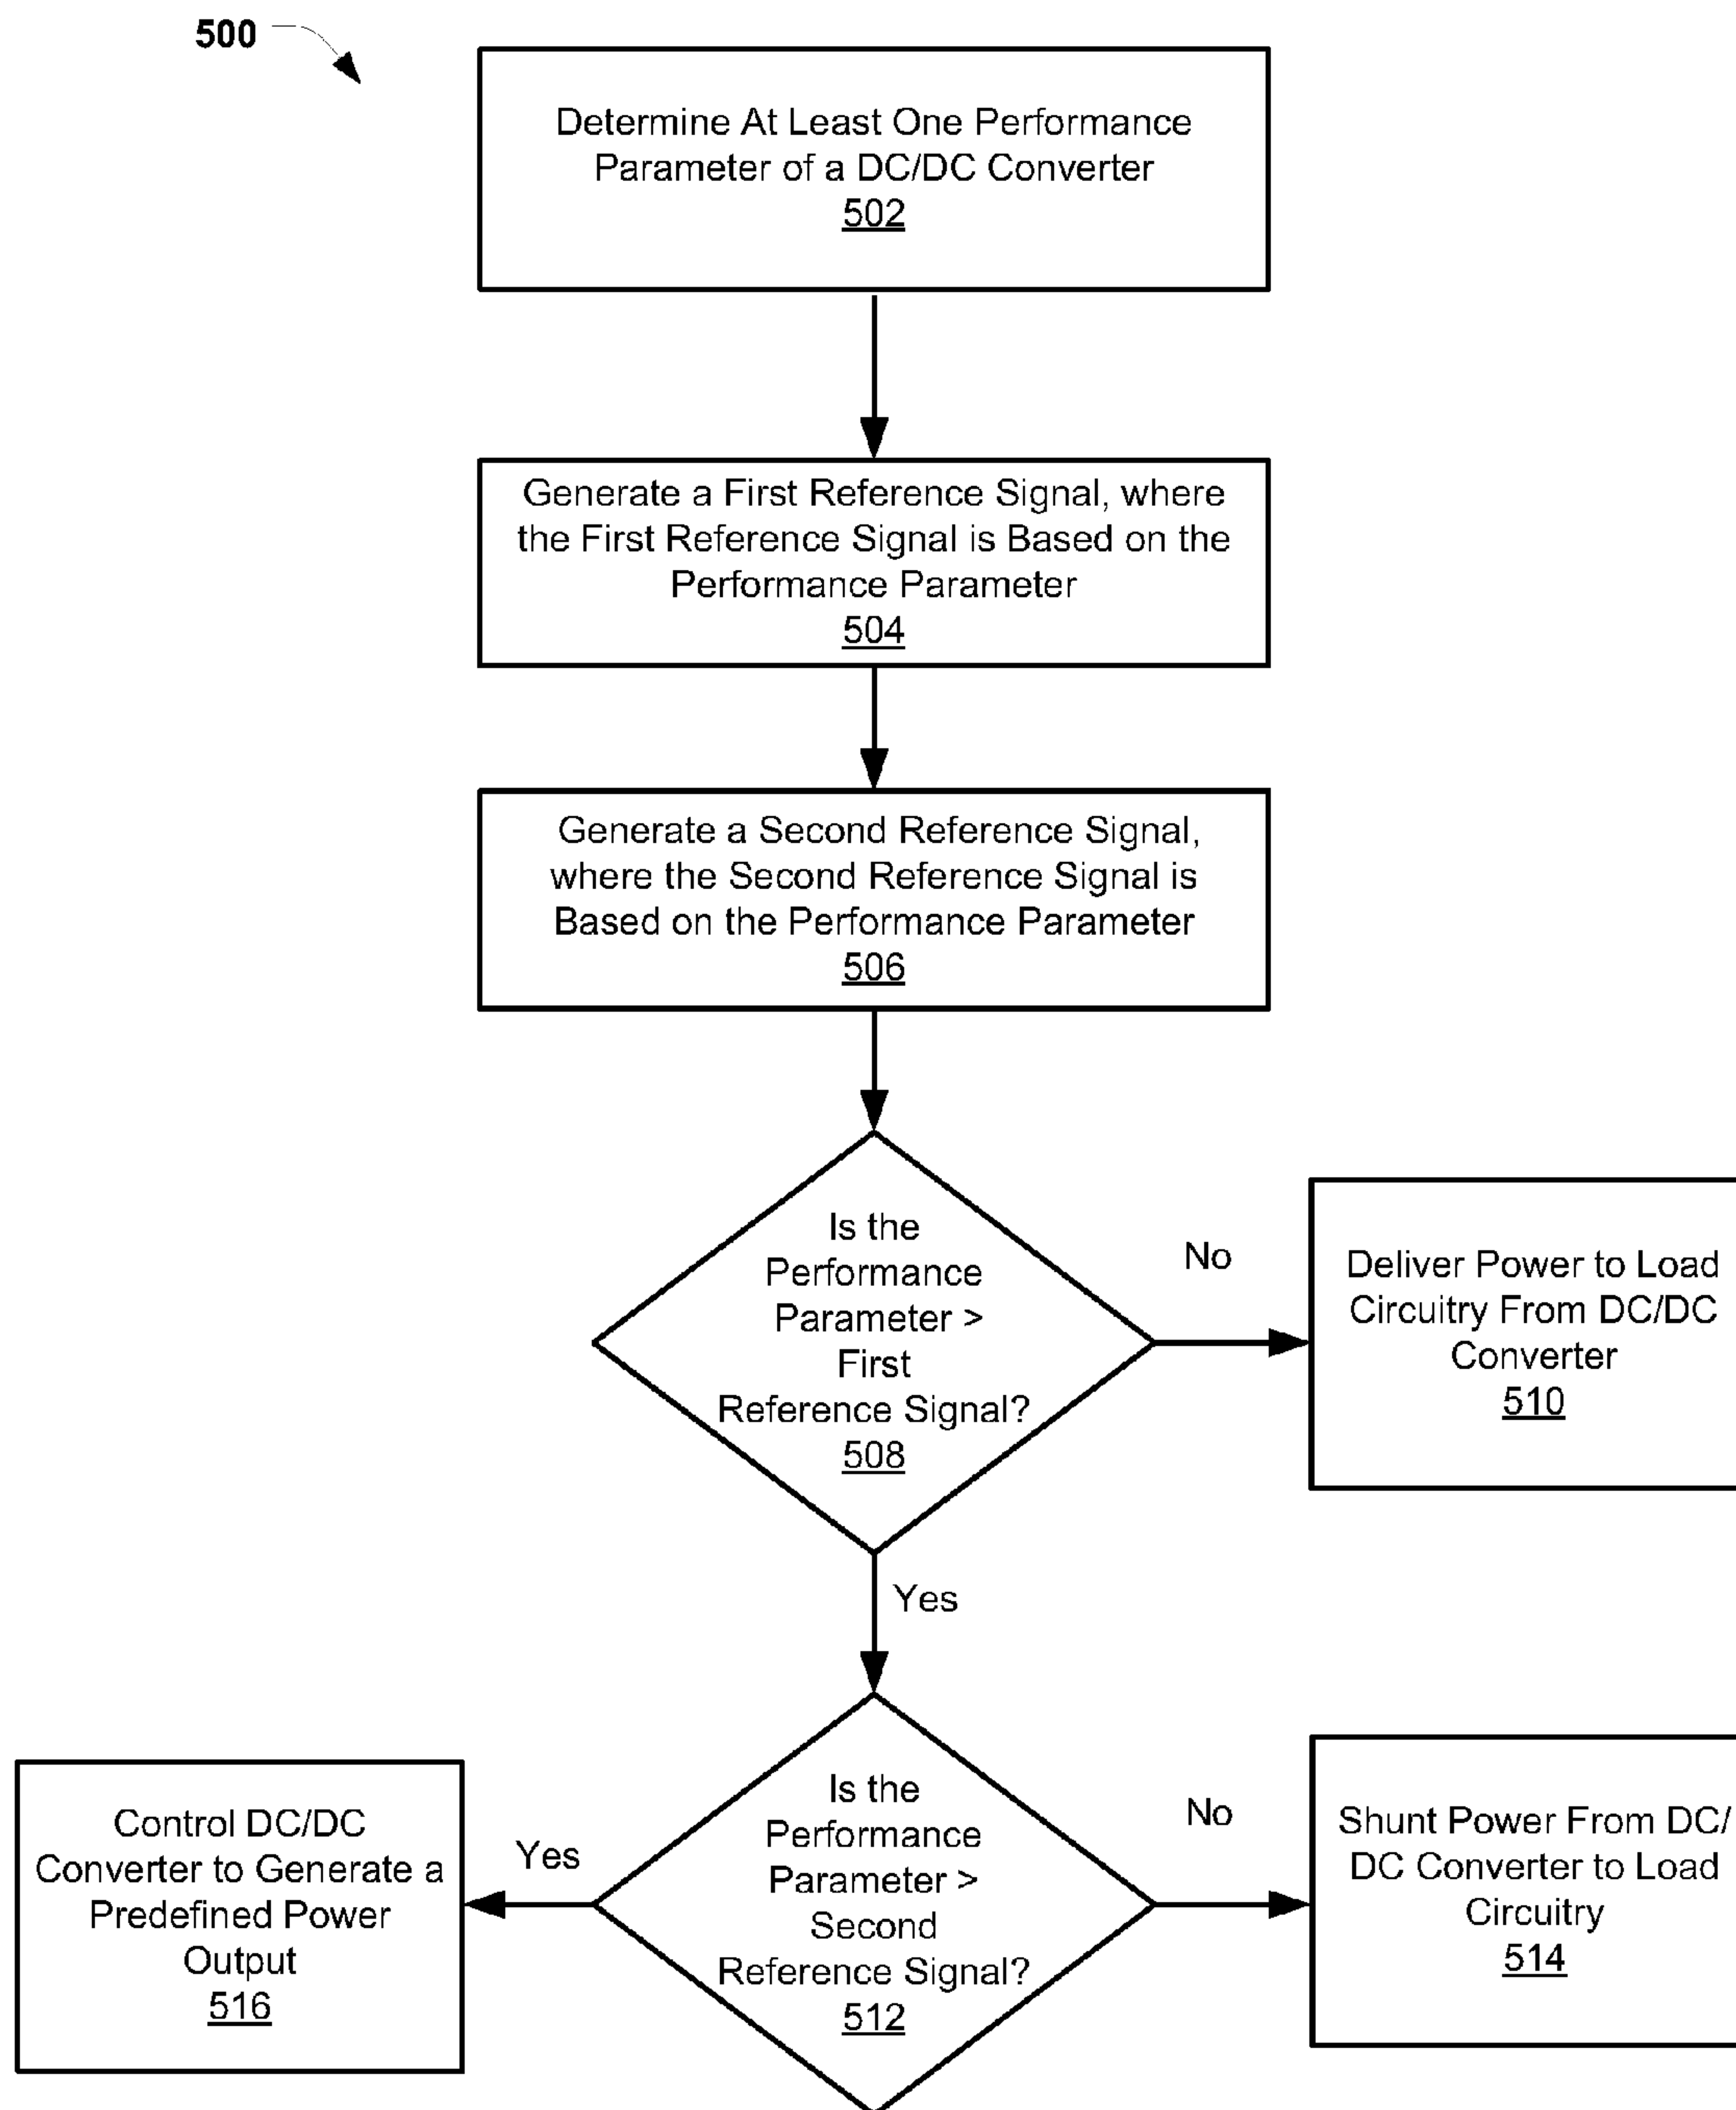 500
Determine At Least One Performance
Parameter of a DC/DC Converter
502
Generate a First Reference Signal, where
the First Reference Signal is Based on the
Performance Parameter
504
Generate a Second Reference Signal,
where the Second Reference Signal is
Based on the Performance Parameter
506
Is the
Performance
Parameter >
First
Reference Signal?
508
No
Deliver Power to Load
Circuitry From DC/DC
Converter
510
Yes
Is the
Performance
Parameter >
Second
Reference Signal?
512
No
Shunt Power From DC/
DC Converter to Load
Circuitry
514
Yes
Control DC/DC
Converter to Generate a
Predefined Power
Output
516